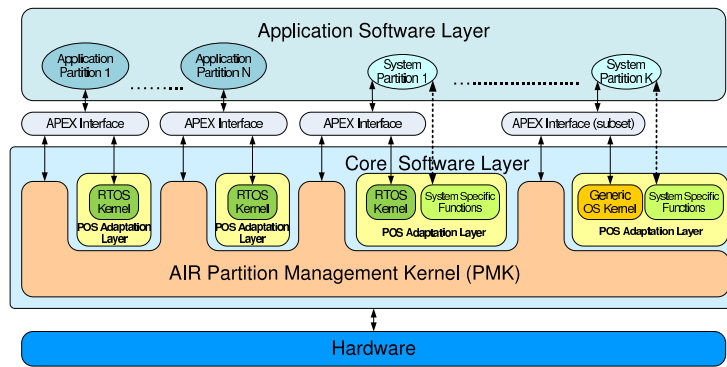 Application Software Layer
Application
Partition 1
Application
Partition N
System
Partition 1
System
Partition K
APEX Interface
APEX Interface
APEX Interface
APEX Interface (subset)
Core Software Layer
RTOS
Kernel
POS Adaptation
Layer
RTOS
Kernel
POS Adaptation
Layer
RTOS
Kernel
System Specific
Functions
POS Adaptation Layer
Generic
OS Kernel
System Specific
Functions
POS Adaptation Layer
AIR Partition Management Kernel (PMK)
Hardware